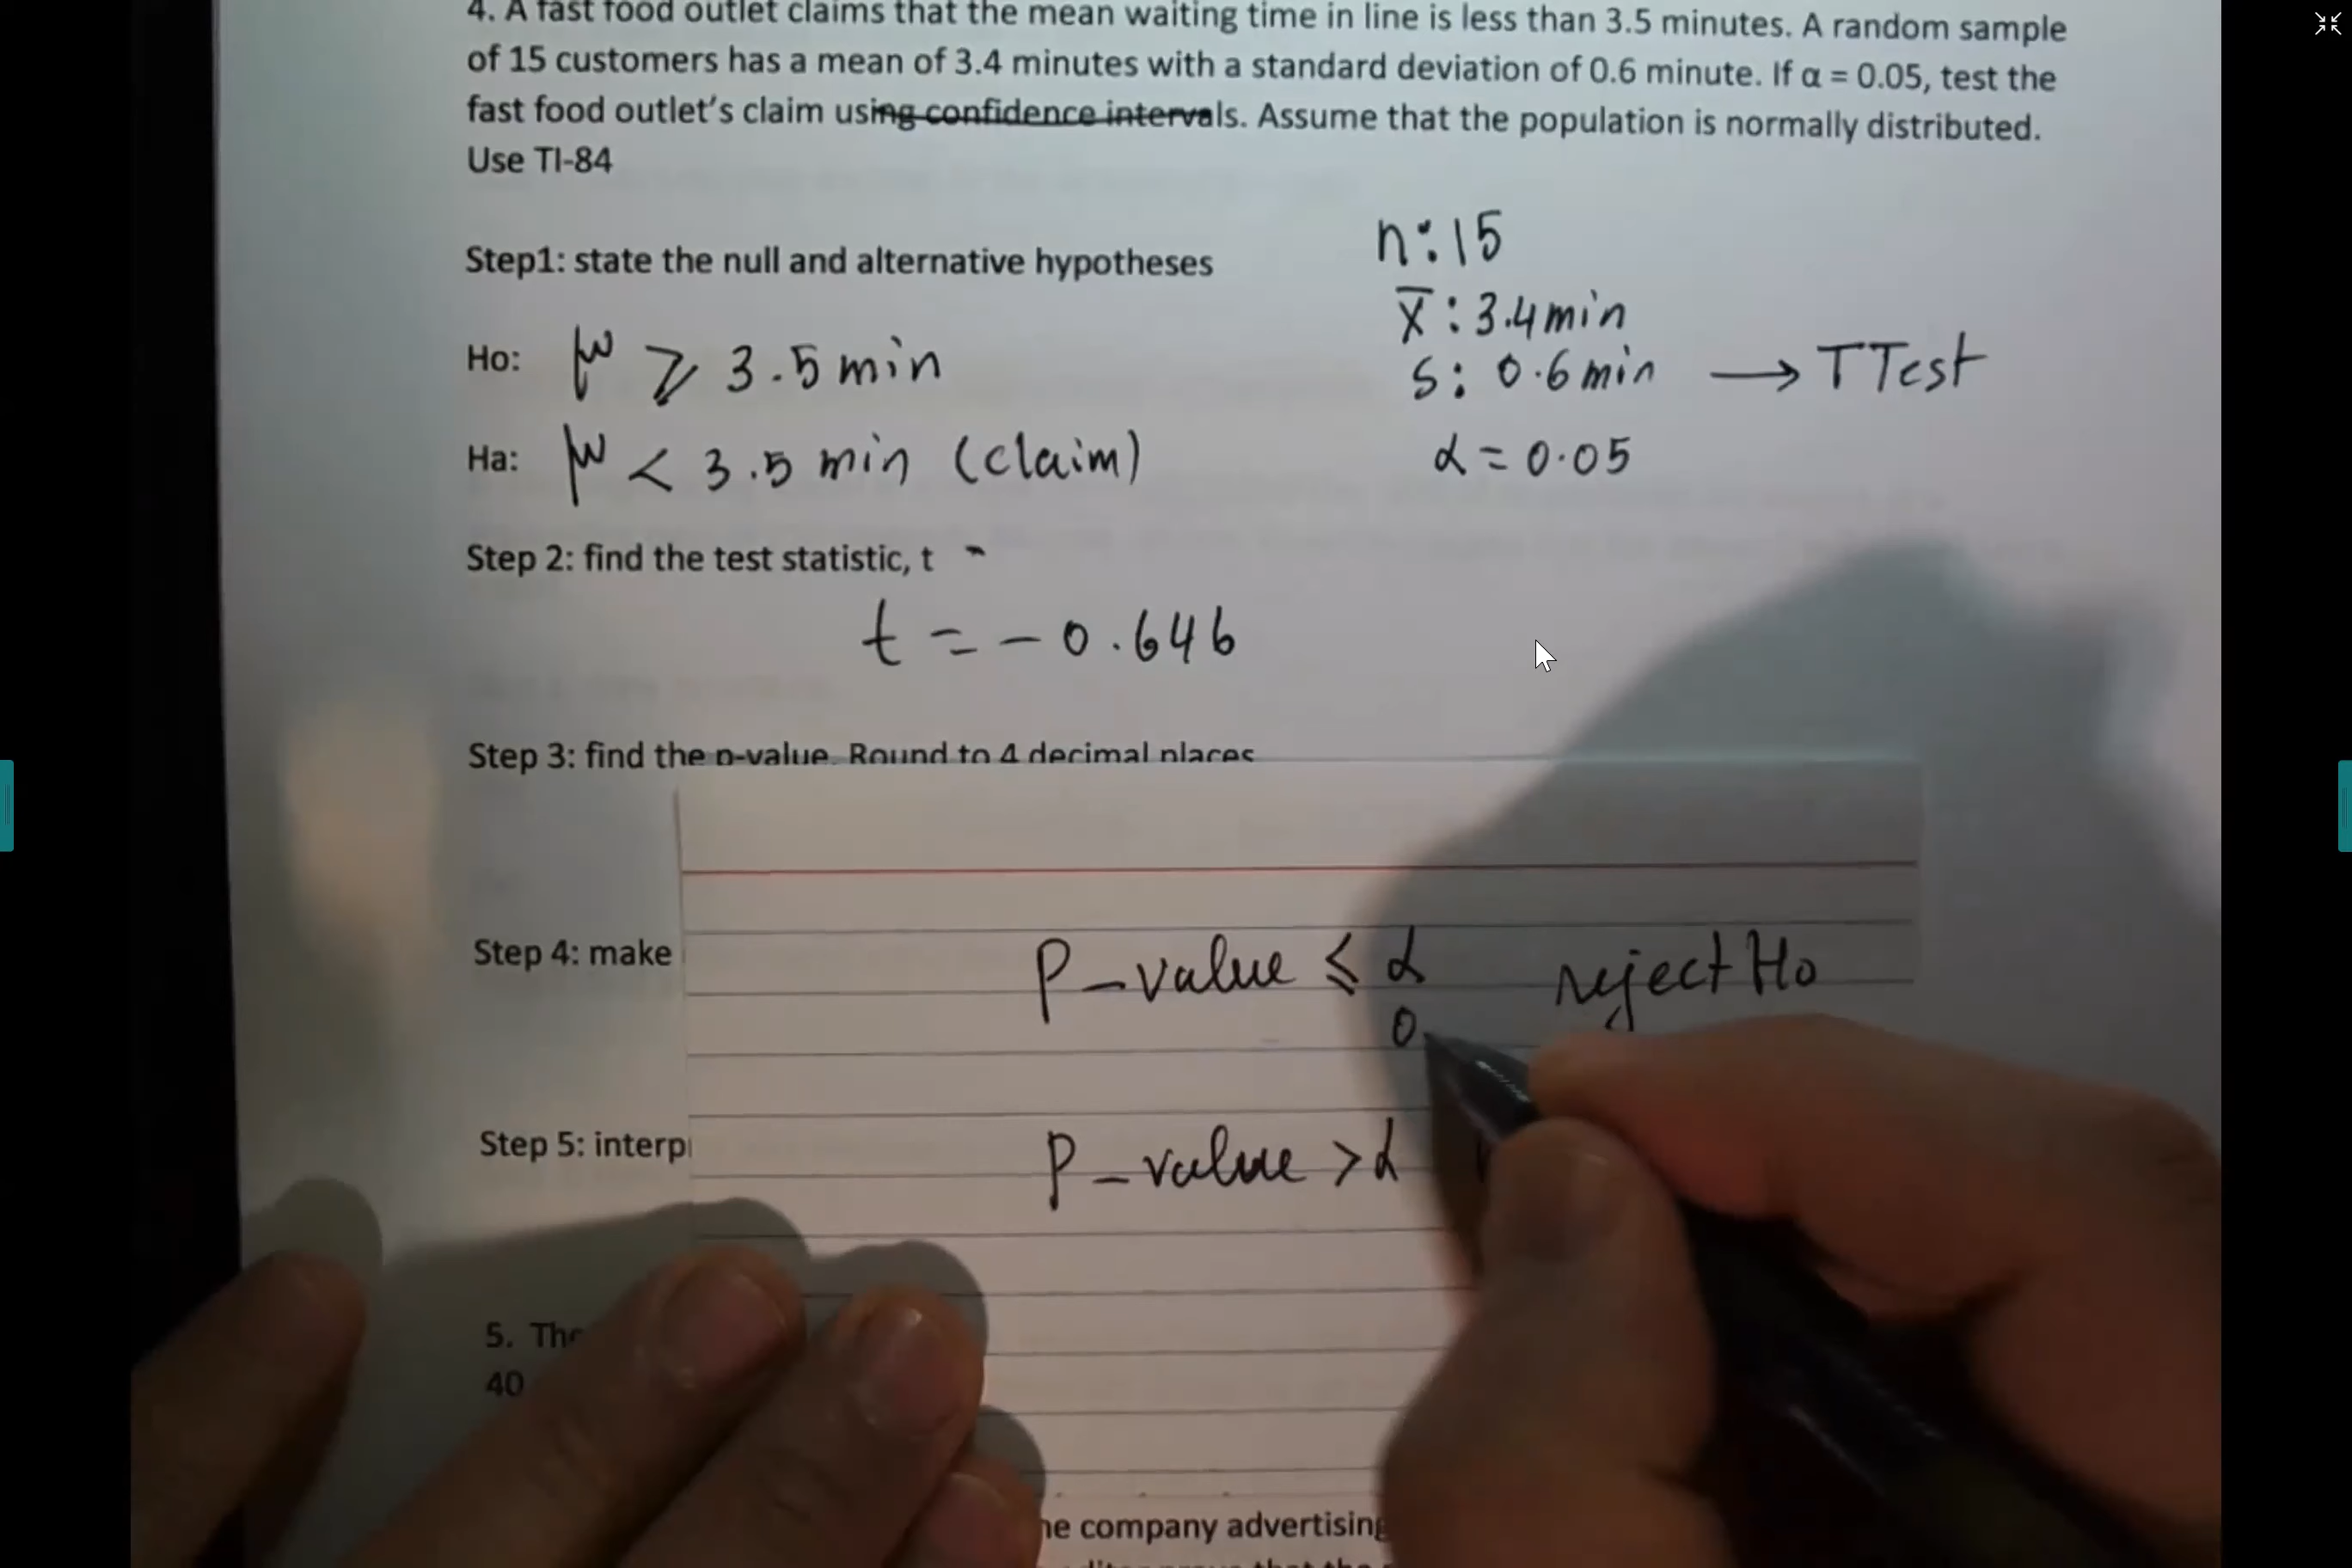 4. A fast food outlet claims that the mean waiting time in line is less than 3.5 minutes. A random sample
of 15 customers has a mean of 3.4 minutes with a standard deviation of 0.6 minute. If α = 0.05, test the
fast food outlet's claim using confidence intervals. Assume that the population is normally distributed.
Use TI-84
n: 15
Step1: state the null and alternative hypotheses
x̄: 3.4 min
Ho: μ ⩾ 3.5 min
s: 0.6 min → TTest
Ha: μ < 3.5 min (claim)
α = 0.05
Step 2: find the test statistic, t
t = -0.646
Step 3: find the p-value. Round to 4 decimal places
Step 4: make
P-value ⩽ α reject Ho
0.
Step 5: interp
P-value > α
5. The
40
he company advertising